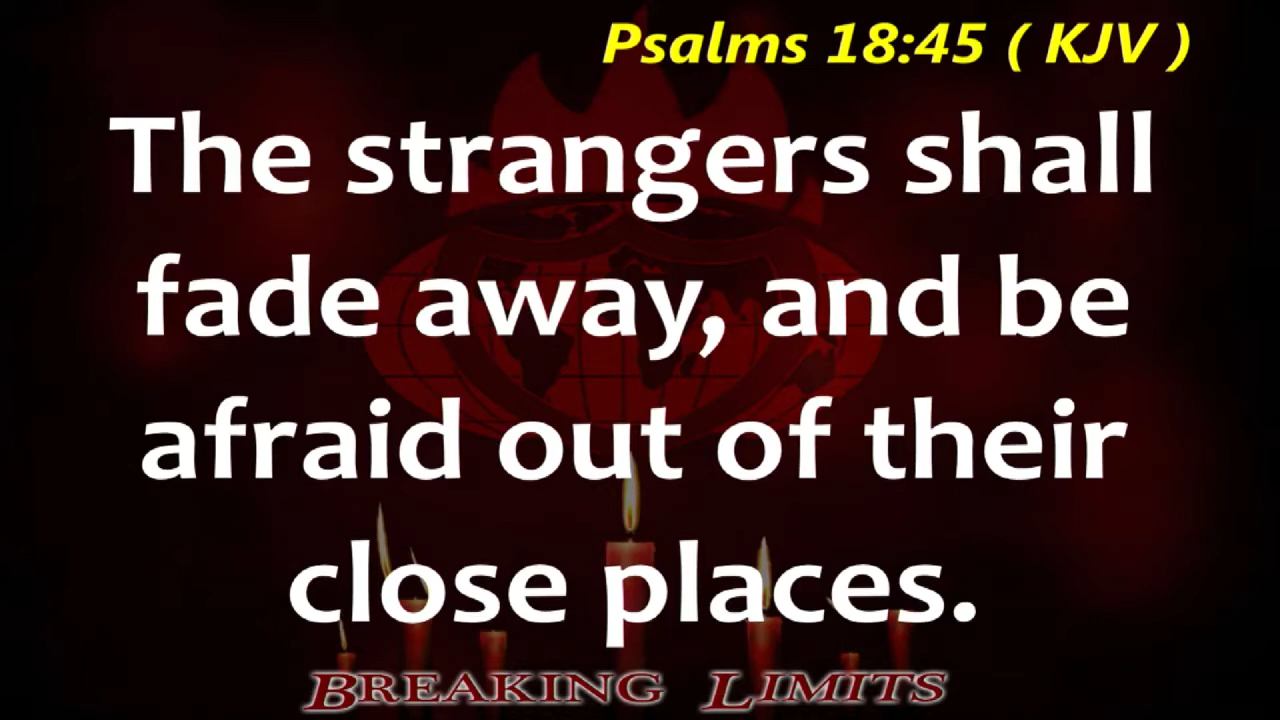 Psalms 18:45 ( KJV )
The strangers shall
fade away, and be
afraid out of their
close places.
BREAKING LIMITS